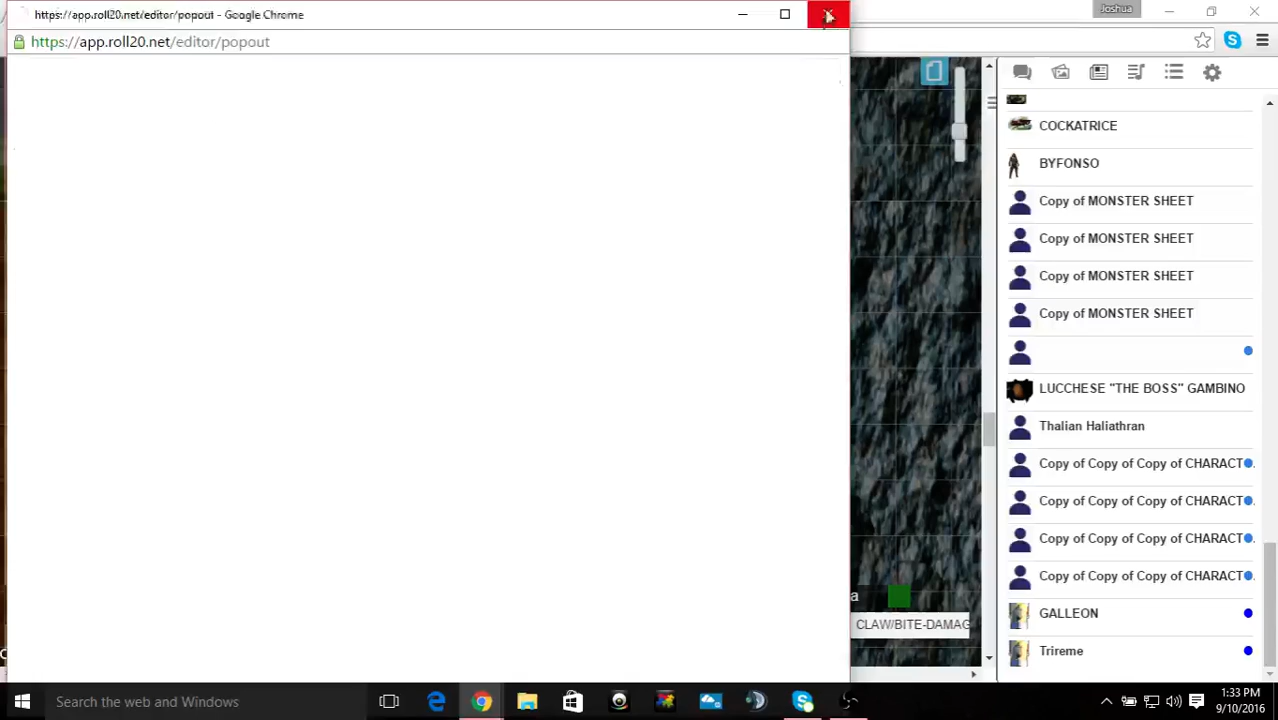 https://app.roll20.net/editor/popout - Google Chrome
Joshua
https://app.roll20.net/editor/popout
COCKATRICE
BYFONSO
Copy of MONSTER SHEET
Copy of MONSTER SHEET
Copy of MONSTER SHEET
Copy of MONSTER SHEET
LUCCHESE "THE BOSS" GAMBINO
Thalian Haliathran
Copy of Copy of Copy of CHARACT
Copy of Copy of Copy of CHARACT
Copy of Copy of Copy of CHARACT
Copy of Copy of Copy of CHARACT
a
CLAW/BITE-DAMAG
GALLEON
Trireme
Search the web and Windows
1:33 PM
9/10/2016